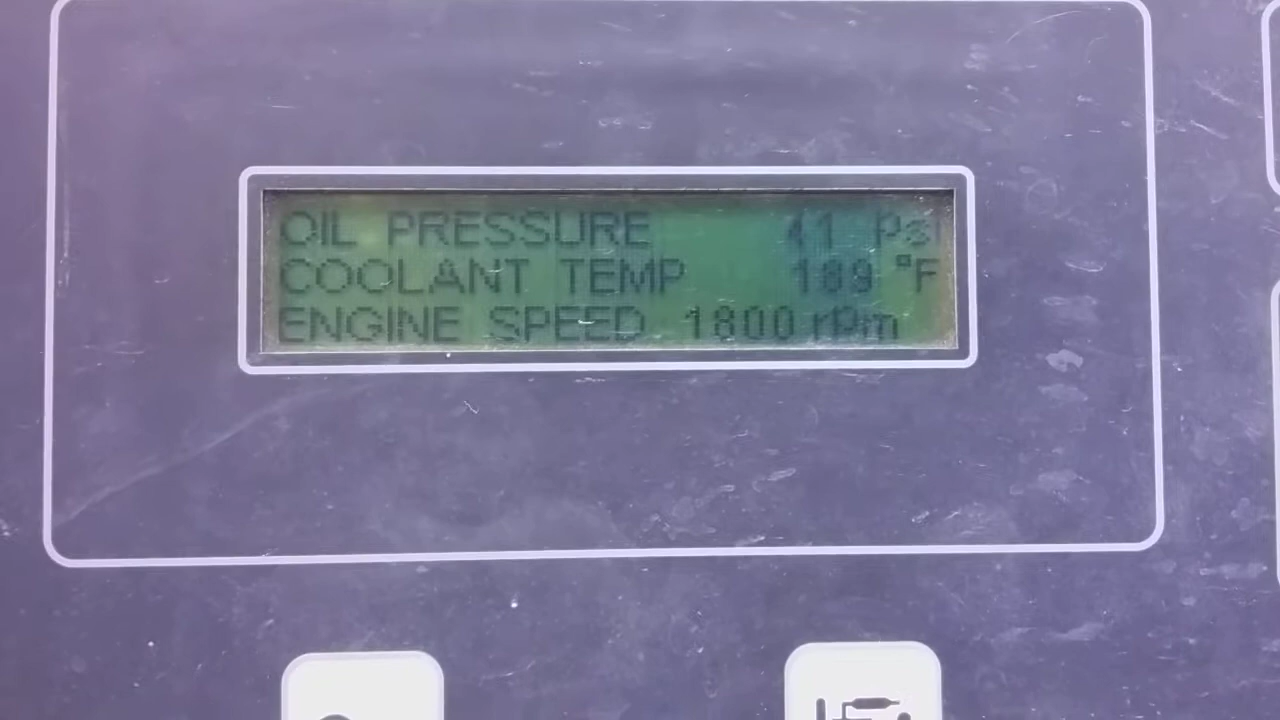 OIL PRESSURE 41 Psi
COOLANT TEMP 189 °F
ENGINE SPEED 1800 rPm